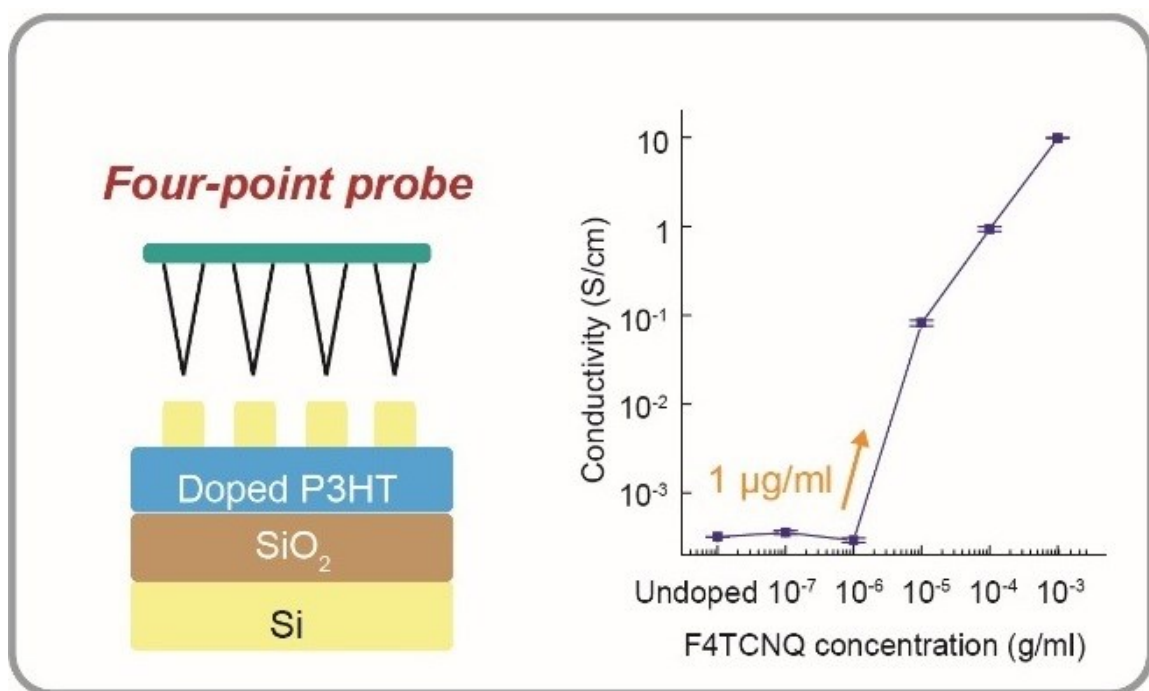 Four-point probe
Doped P3HT
SiO₂
Si
Conductivity (S/cm)
10
1
10⁻¹
10⁻²
10⁻³
1 µg/ml
Undoped 10⁻⁷ 10⁻⁶ 10⁻⁵ 10⁻⁴ 10⁻³
F4TCNQ concentration (g/ml)